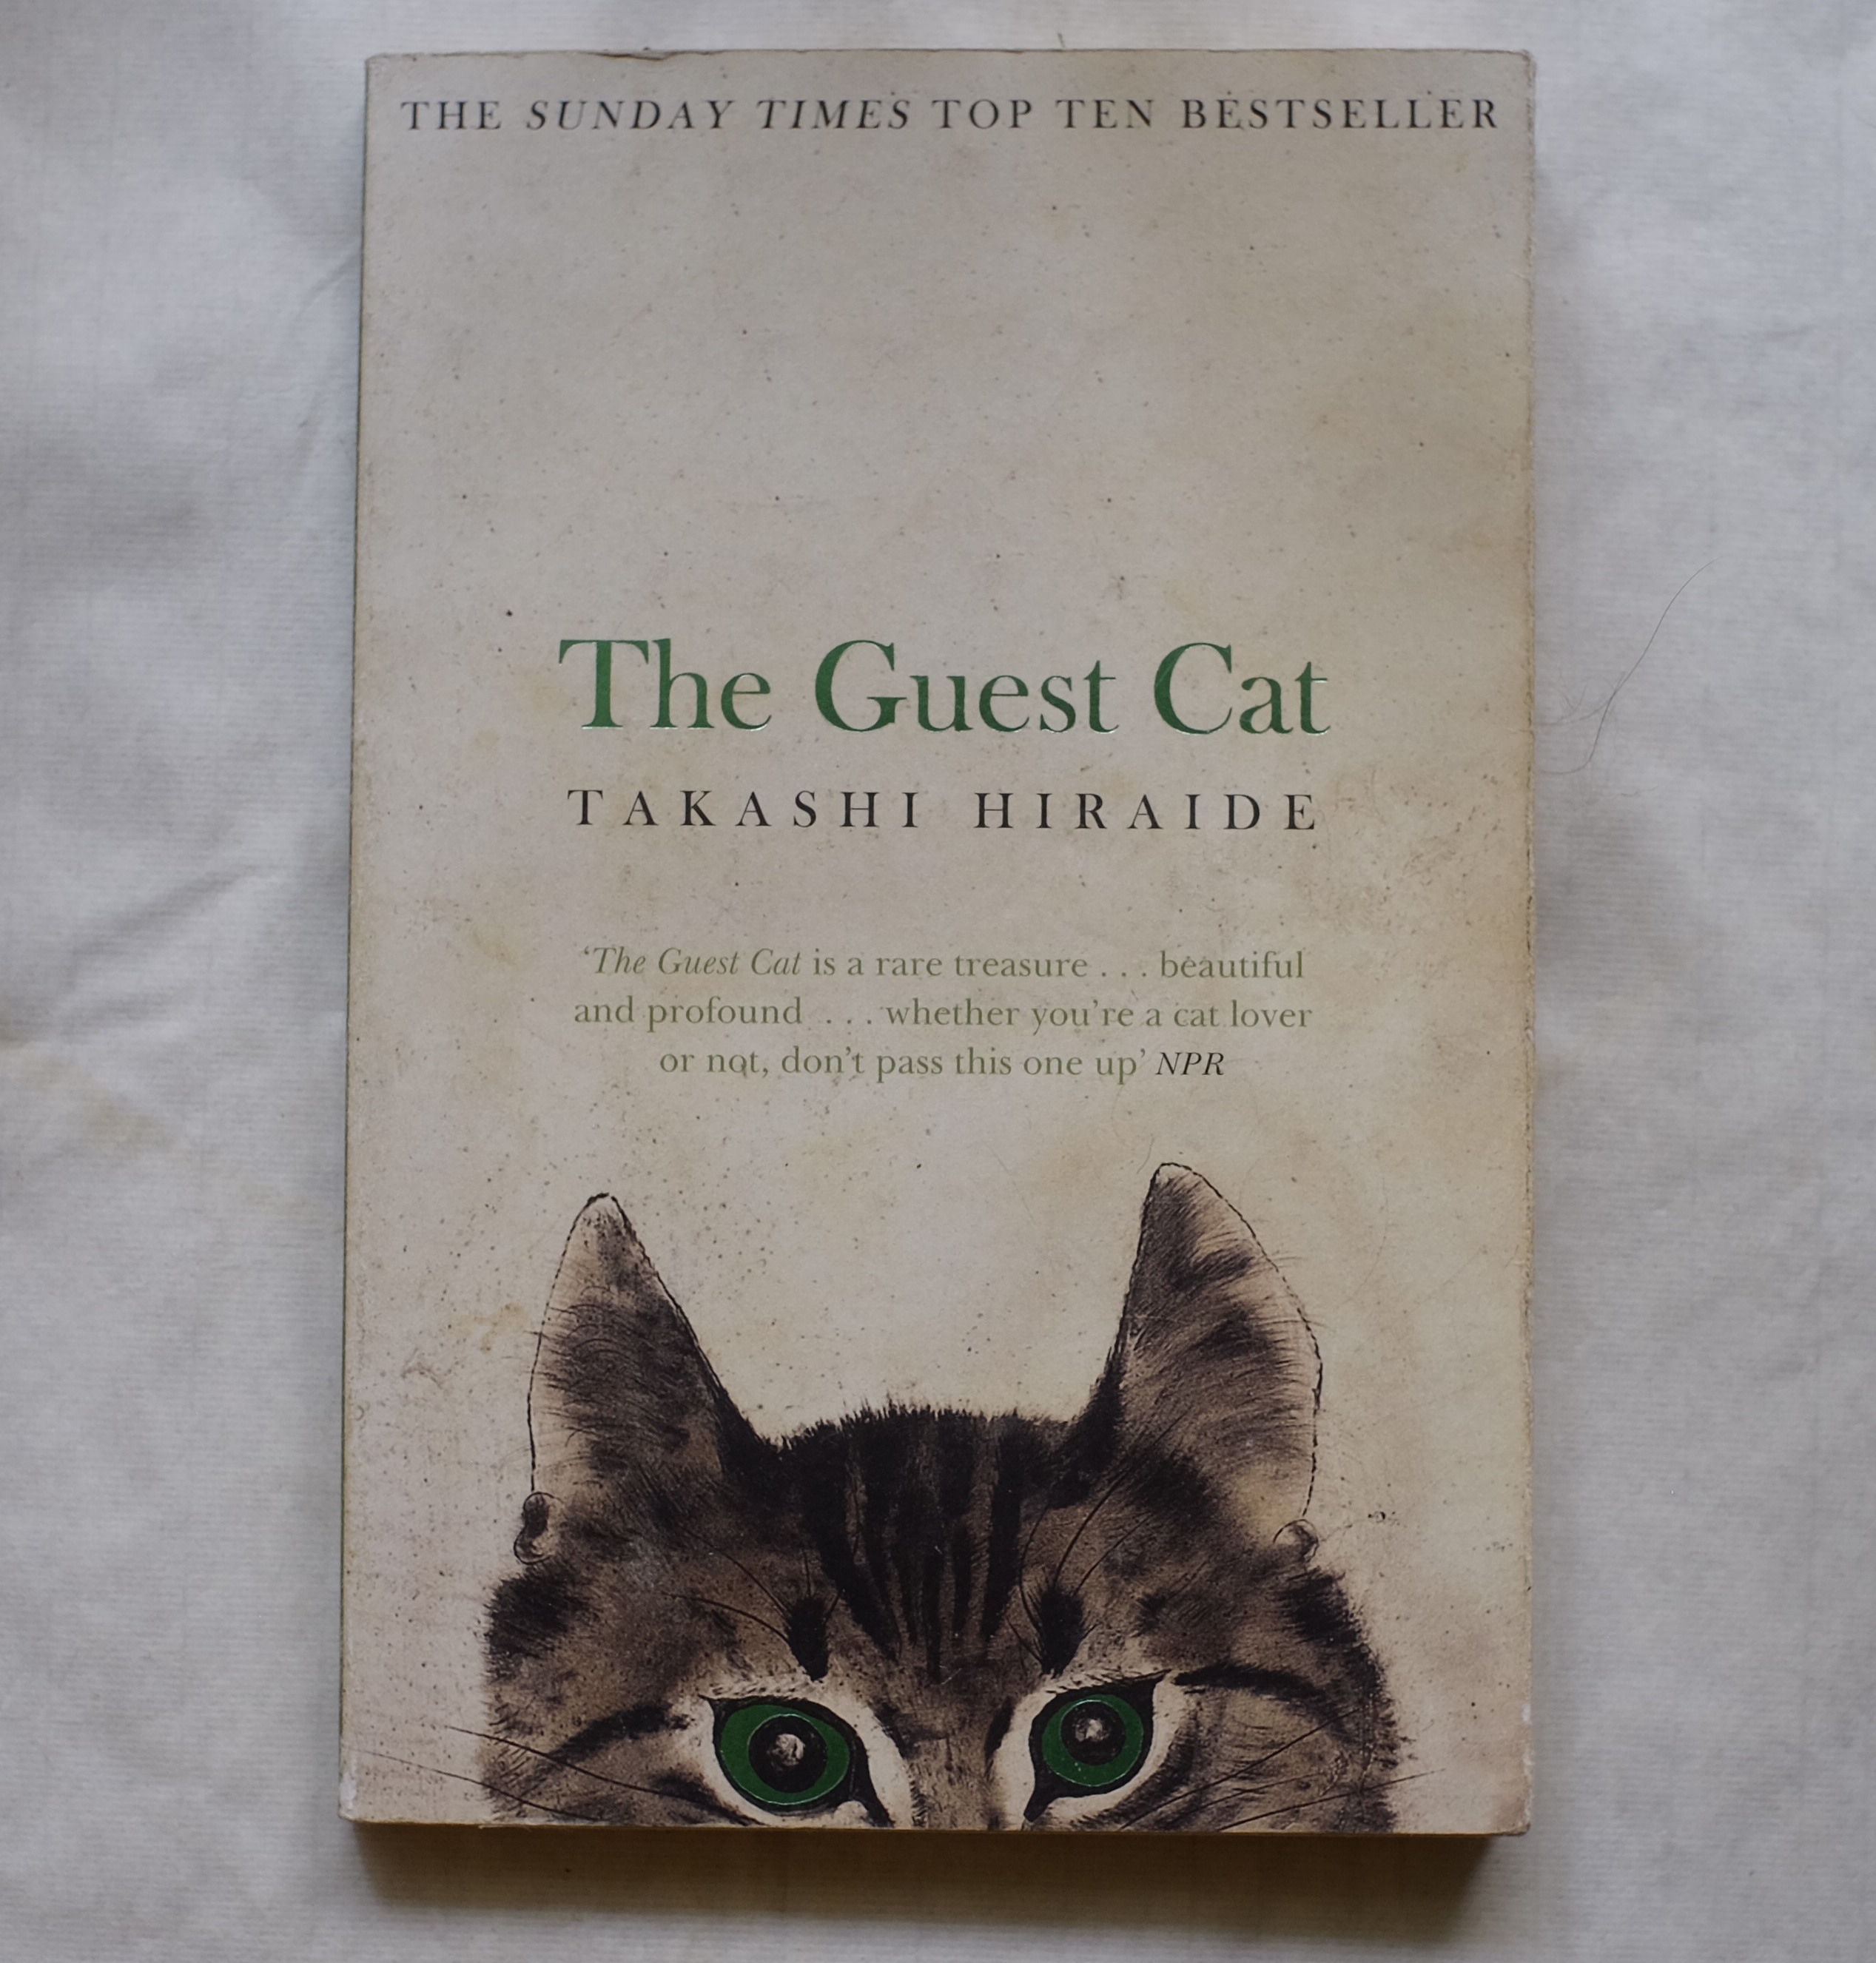 THE SUNDAY TIMES TOP TEN BESTSELLER
The Guest Cat
TAKASHI HIRAIDE
‘The Guest Cat is a rare treasure . . . beautiful
and profound . . . whether you’re a cat lover
or not, don’t pass this one up’ NPR